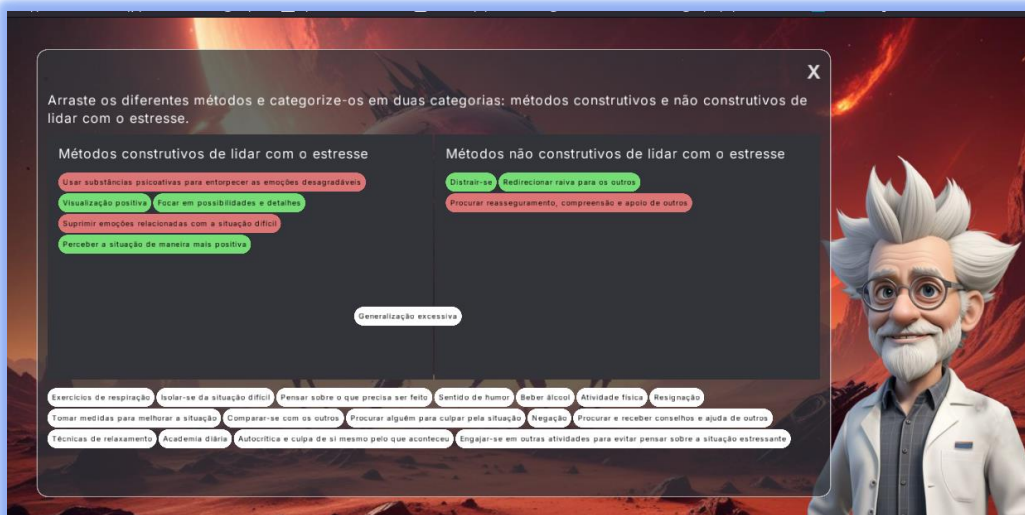 X
Arraste os diferentes métodos e categorize-os em duas categorias: métodos construtivos e não construtivos de
lidar com o estresse.
Métodos construtivos de lidar com o estresse
Usar substâncias psicoativas para entorpecer as emoções desagradáveis
Visualização positiva
Focar em possibilidades e detalhes
Suprimir emoções relacionadas com a situação difícil
Perceber a situação de maneira mais positiva
Métodos não construtivos de lidar com o estresse
Distrair-se
Redirecionar raiva para os outros
Procurar reasseguramento, compreensão e apoio de outros
Generalização excessiva
Exercícios de respiração
Isolar-se da situação difícil
Pensar sobre o que precisa ser feito
Sentido de humor
Beber álcool
Atividade física
Resignação
Tomar medidas para melhorar a situação
Comparar-se com os outros
Procurar alguém para culpar pela situação
Negação
Procurar e receber conselhos e ajuda de outros
Técnicas de relaxamento
Academia diária
Autocrítica e culpa de si mesmo pelo que aconteceu
Engajar-se em outras atividades para evitar pensar sobre a situação estressante